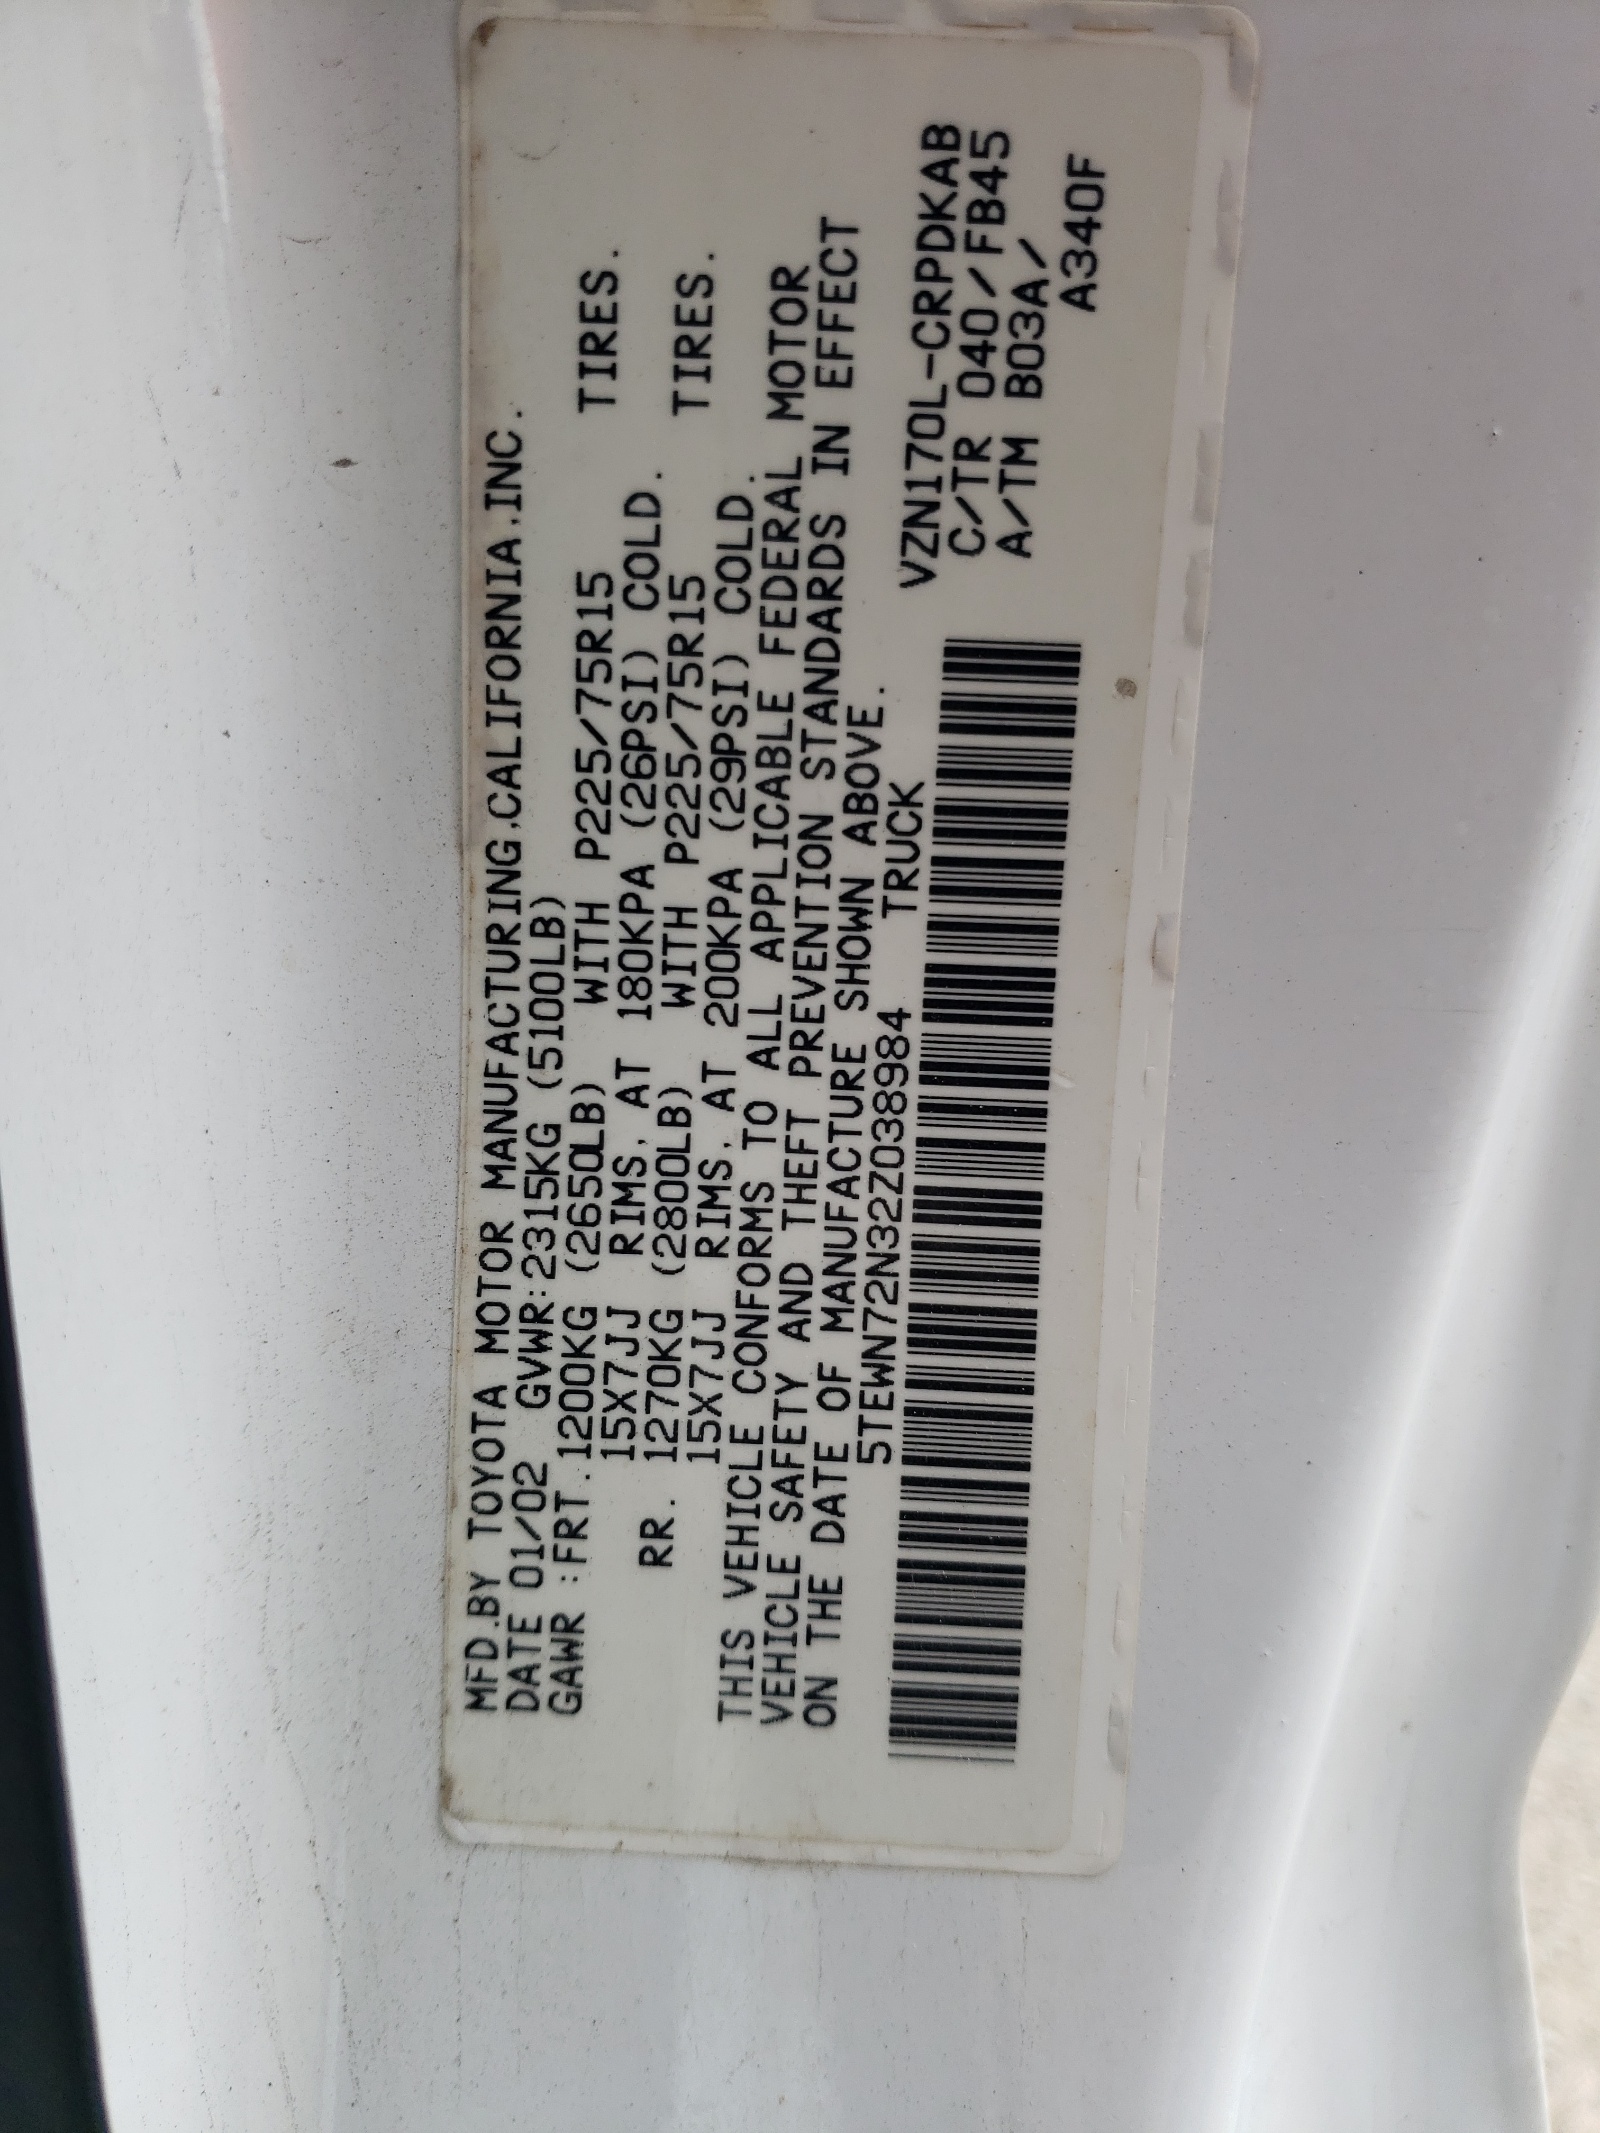 MFD.BY TOYOTA MOTOR MANUFACTURING,CALIFORNIA,INC.
DATE 01/02 GVWR:2315KG (5100LB)
GAWR :FRT.1200KG (2650LB) WITH P225/75R15 TIRES.
15X7JJ RIMS, AT 180KPA (26PSI) COLD.
RR. 1270KG (2800LB) WITH P225/75R15 TIRES.
15X7JJ RIMS, AT 200KPA (29PSI) COLD.
THIS VEHICLE CONFORMS TO ALL APPLICABLE FEDERAL MOTOR
VEHICLE SAFETY AND THEFT PREVENTION STANDARDS IN EFFECT
ON THE DATE OF MANUFACTURE SHOWN ABOVE.
5TEWN72N32Z038984 TRUCK
VZN170L-CRPDKAB
C/TR 040/FB45
A/TM B03A/
A340F